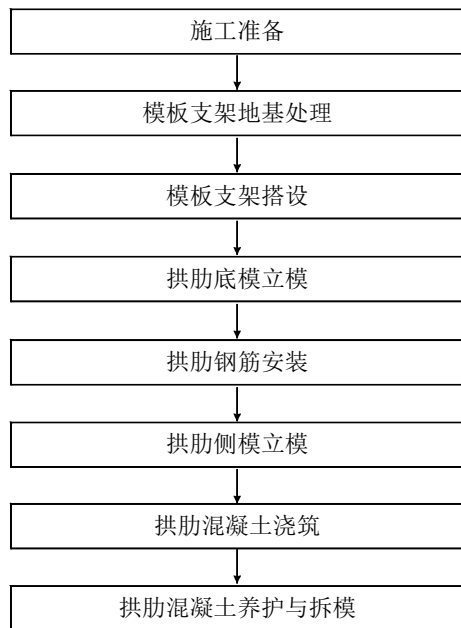 施工准备
模板支架地基处理
模板支架搭设
拱肋底模立模
拱肋钢筋安装
拱肋侧模立模
拱肋混凝土浇筑
拱肋混凝土养护与拆模